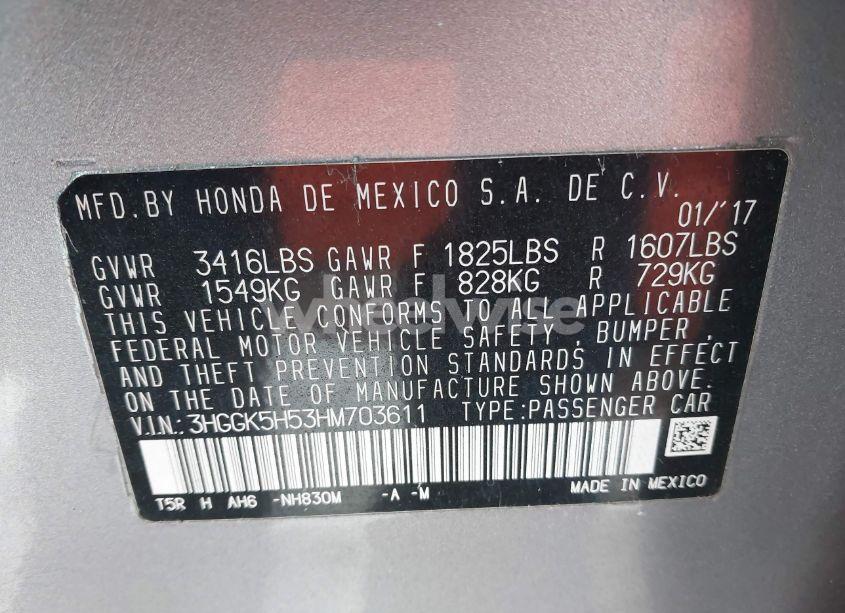 MFD.BY HONDA DE MEXICO S.A. DE C.V.
01/'17
GVWR 3416LBS GAWR F 1825LBS R 1607LBS
GVWR 1549KG GAWR F 828KG R 729KG
THIS VEHICLE CONFORMS TO ALL APPLICABLE
FEDERAL MOTOR VEHICLE SAFETY , BUMPER ,
AND THEFT PREVENTION STANDARDS IN EFFECT
ON THE DATE OF MANUFACTURE SHOWN ABOVE.
V.I.N.:3HGGK5H53HM703611 TYPE:PASSENGER CAR
T5R H AH6 -NH830M -A -M MADE IN MEXICO
wheelwise